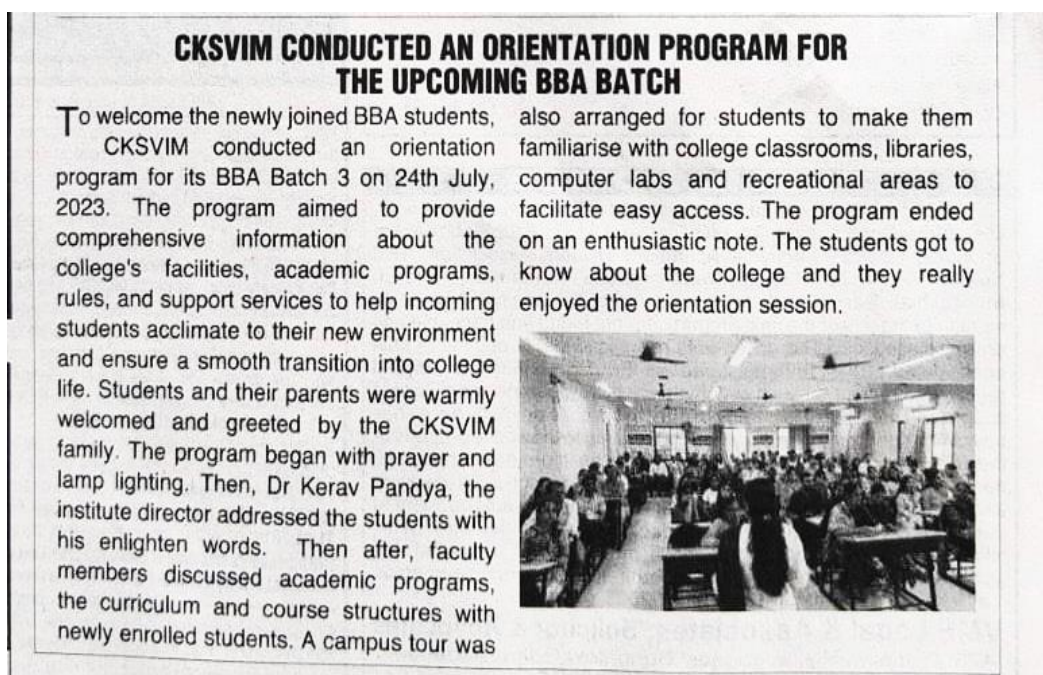 CKSVIM CONDUCTED AN ORIENTATION PROGRAM FOR
THE UPCOMING BBA BATCH
To welcome the newly joined BBA students,
CKSVIM conducted an orientation
program for its BBA Batch 3 on 24th July,
2023. The program aimed to provide
comprehensive information about the
college's facilities, academic programs,
rules, and support services to help incoming
students acclimate to their new environment
and ensure a smooth transition into college
life. Students and their parents were warmly
welcomed and greeted by the CKSVIM
family. The program began with prayer and
lamp lighting. Then, Dr Kerav Pandya, the
institute director addressed the students with
his enlighten words. Then after, faculty
members discussed academic programs,
the curriculum and course structures with
newly enrolled students. A campus tour was
also arranged for students to make them
familiarise with college classrooms, libraries,
computer labs and recreational areas to
facilitate easy access. The program ended
on an enthusiastic note. The students got to
know about the college and they really
enjoyed the orientation session.